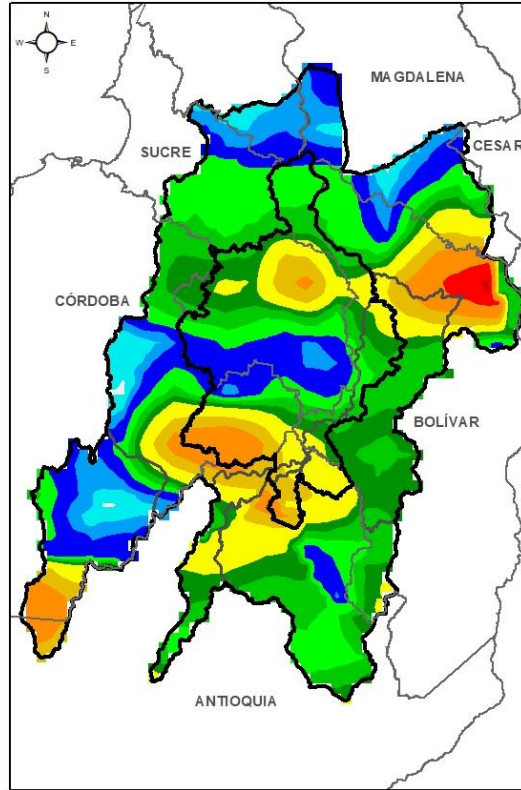 N
W E
S
MAGDALENA
SUCRE
CESAR
CÓRDOBA
BOLÍVAR
ANTIOQUIA